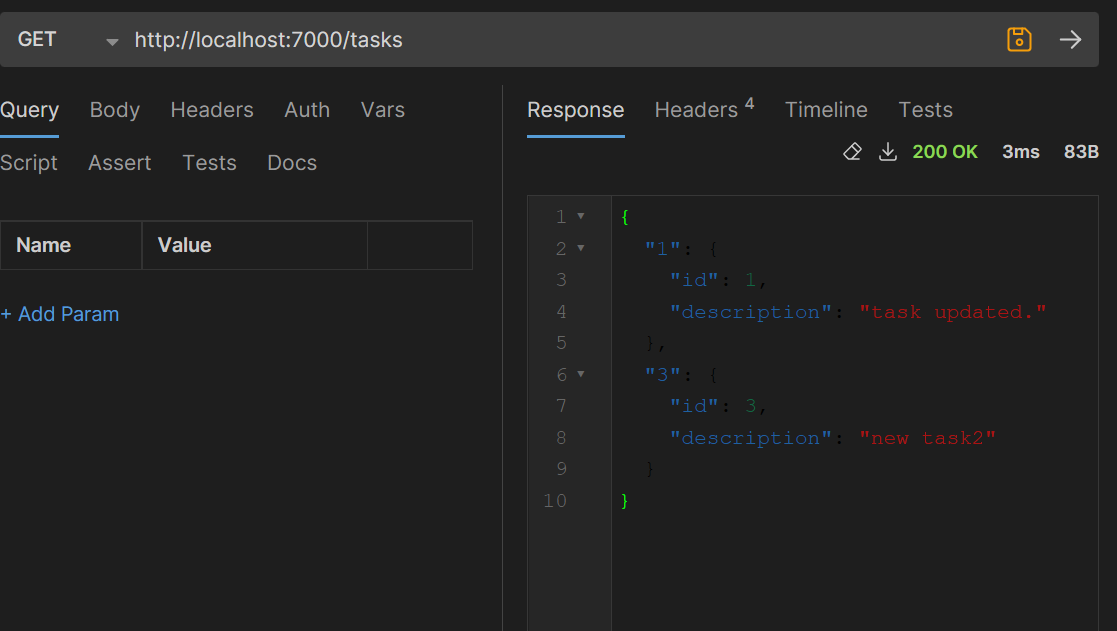 GET http://localhost:7000/tasks
Query Body Headers Auth Vars
Script Assert Tests Docs
Name Value
+ Add Param
Response Headers 4 Timeline Tests
200 OK 3ms 83B
1 {
2 "1": {
3 "id": 1,
4 "description": "task updated."
5 },
6 "3": {
7 "id": 3,
8 "description": "new task2"
9 }
10 }